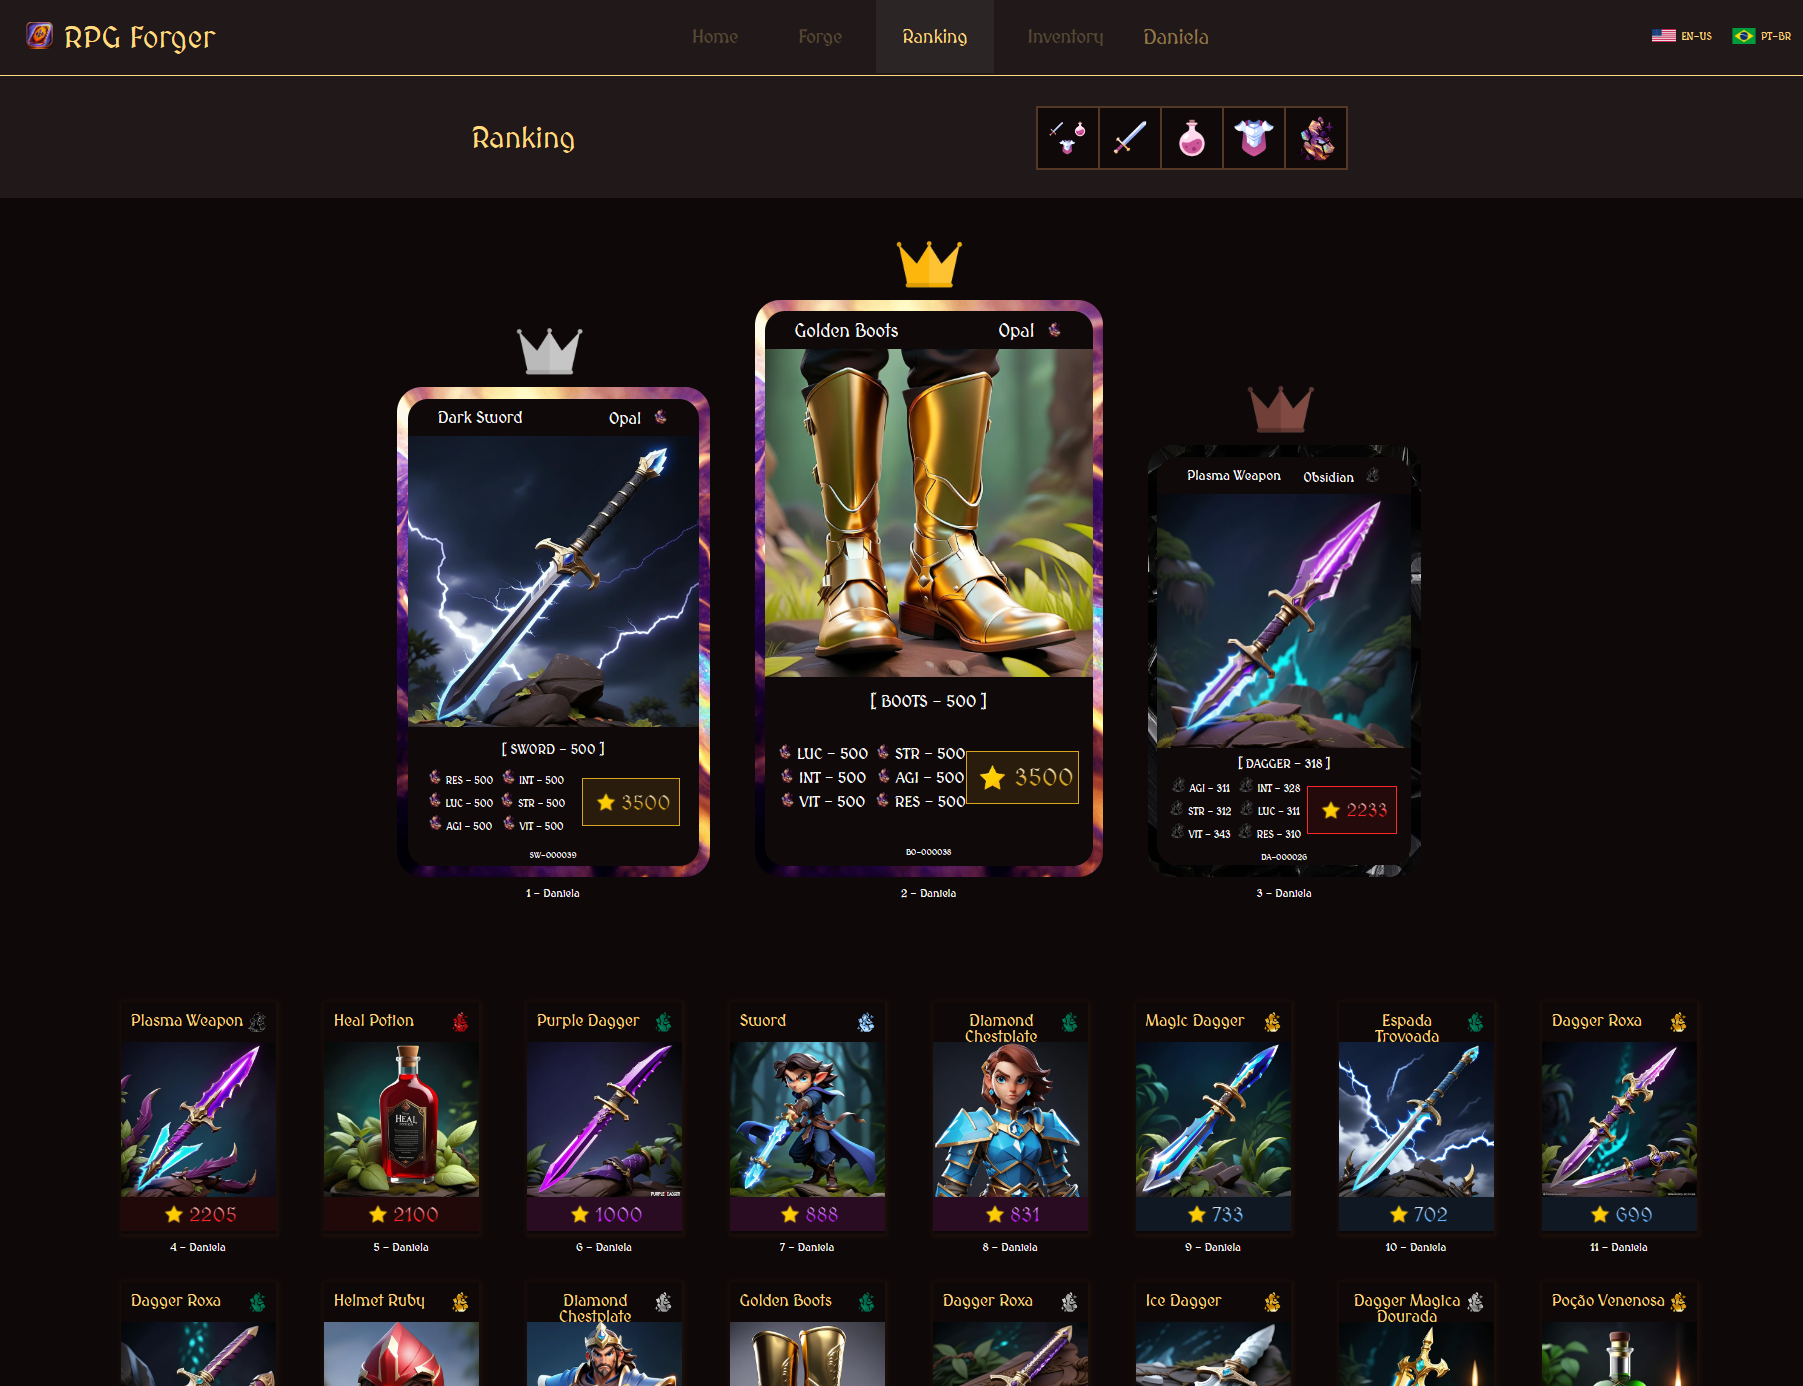 RPG Forger
Home
Forge
Ranking
Inventory
Daniela
EN-US
PT-BR
Ranking
Golden Boots
Opal
Dark Sword
Opal
Plasma Weapon
Obsidian
[ SWORD - 500 ]
RES - 500
INT - 500
LUC - 500
STR - 500
AGI - 500
VIT - 500
3500
SW-000039
1 - Daniela
[ BOOTS - 500 ]
LUC - 500
STR - 500
INT - 500
AGI - 500
VIT - 500
RES - 500
3500
BO-000038
2 - Daniela
[ DAGGER - 318 ]
AGI - 311
INT - 328
STR - 312
LUC - 311
VIT - 343
RES - 310
2233
DA-000026
3 - Daniela
Plasma Weapon
Heal Potion
Purple Dagger
Sword
Diamond
Chestplate
Magic Dagger
Espada
Trovoada
Dagger Roxa
HEAL
PURPLE DAGGER
2205
2100
1000
888
831
733
702
699
4 - Daniela
5 - Daniela
6 - Daniela
7 - Daniela
8 - Daniela
9 - Daniela
10 - Daniela
11 - Daniela
Dagger Roxa
Helmet Ruby
Diamond
Chestplate
Golden Boots
Dagger Roxa
Ice Dagger
Dagger Magica
Dourada
Poção Venenosa